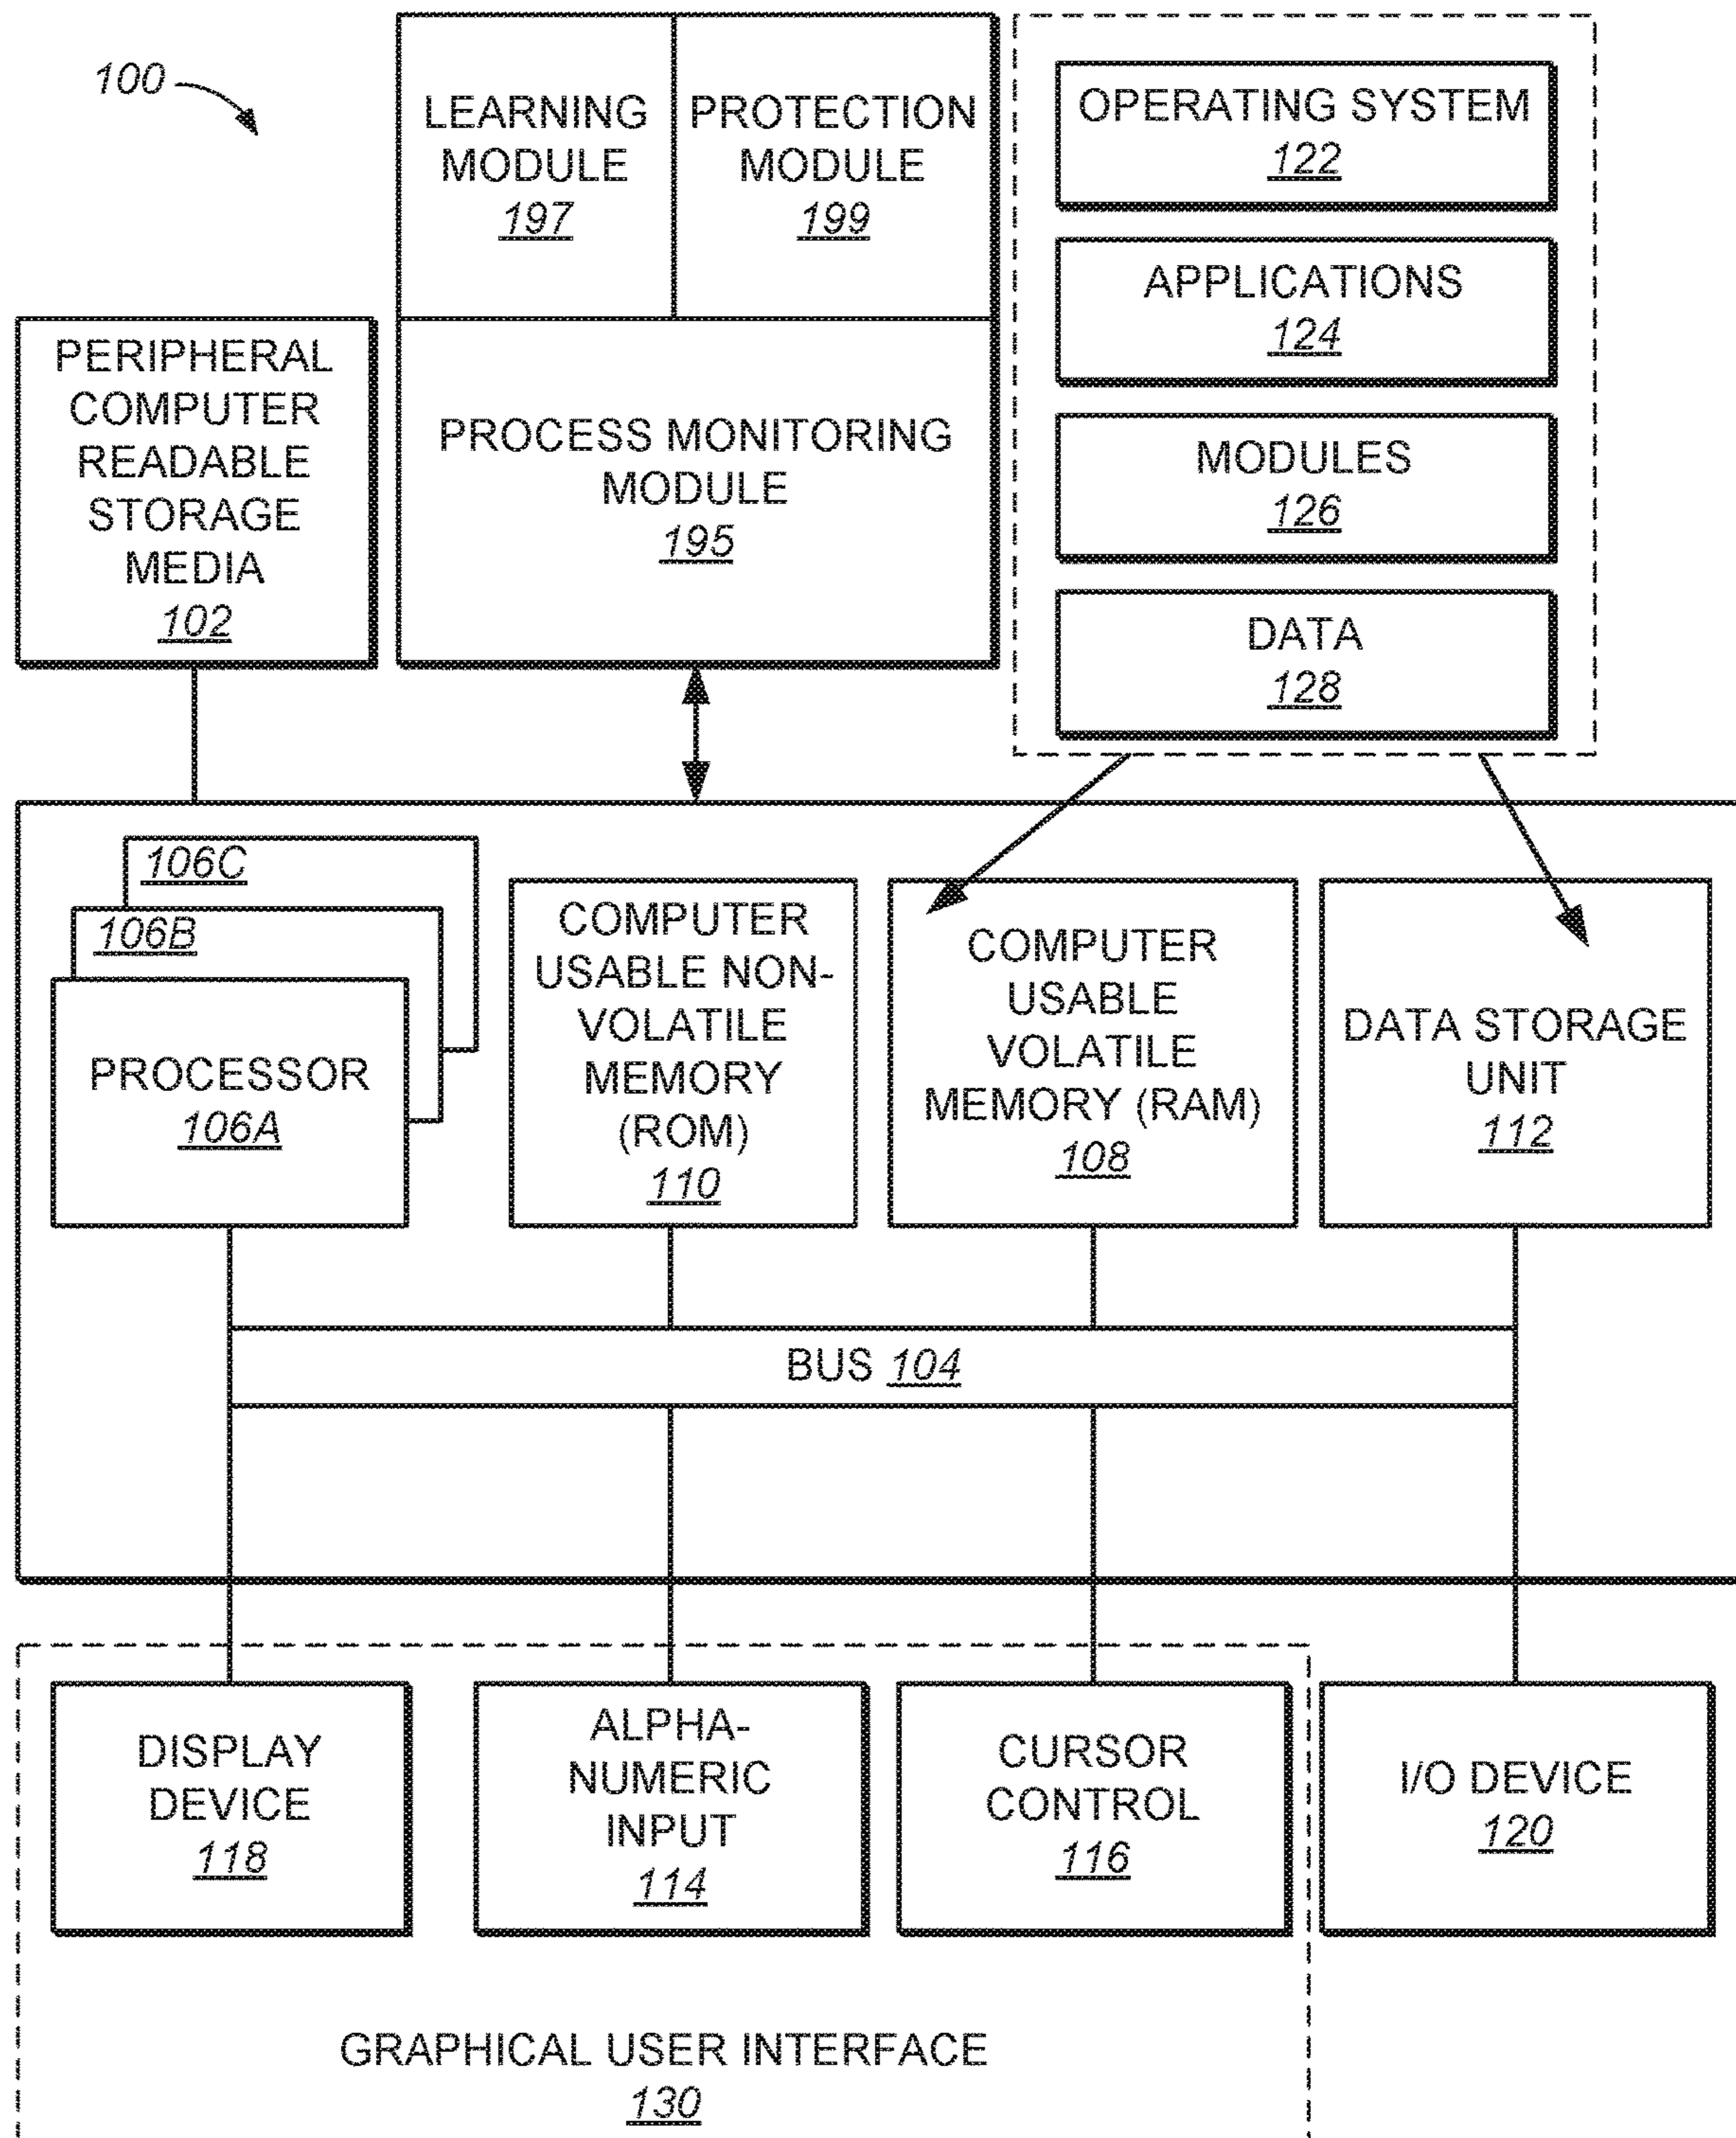 100
LEARNING
MODULE
197
PROTECTION
MODULE
199
OPERATING SYSTEM
122
APPLICATIONS
124
MODULES
126
DATA
128
PERIPHERAL
COMPUTER
READABLE
STORAGE
MEDIA
102
PROCESS MONITORING
MODULE
195
106C
106B
PROCESSOR
106A
COMPUTER
USABLE NON-
VOLATILE
MEMORY
(ROM)
110
COMPUTER
USABLE
VOLATILE
MEMORY (RAM)
108
DATA STORAGE
UNIT
112
BUS 104
DISPLAY
DEVICE
118
ALPHA-
NUMERIC
INPUT
114
CURSOR
CONTROL
116
I/O DEVICE
120
GRAPHICAL USER INTERFACE
130